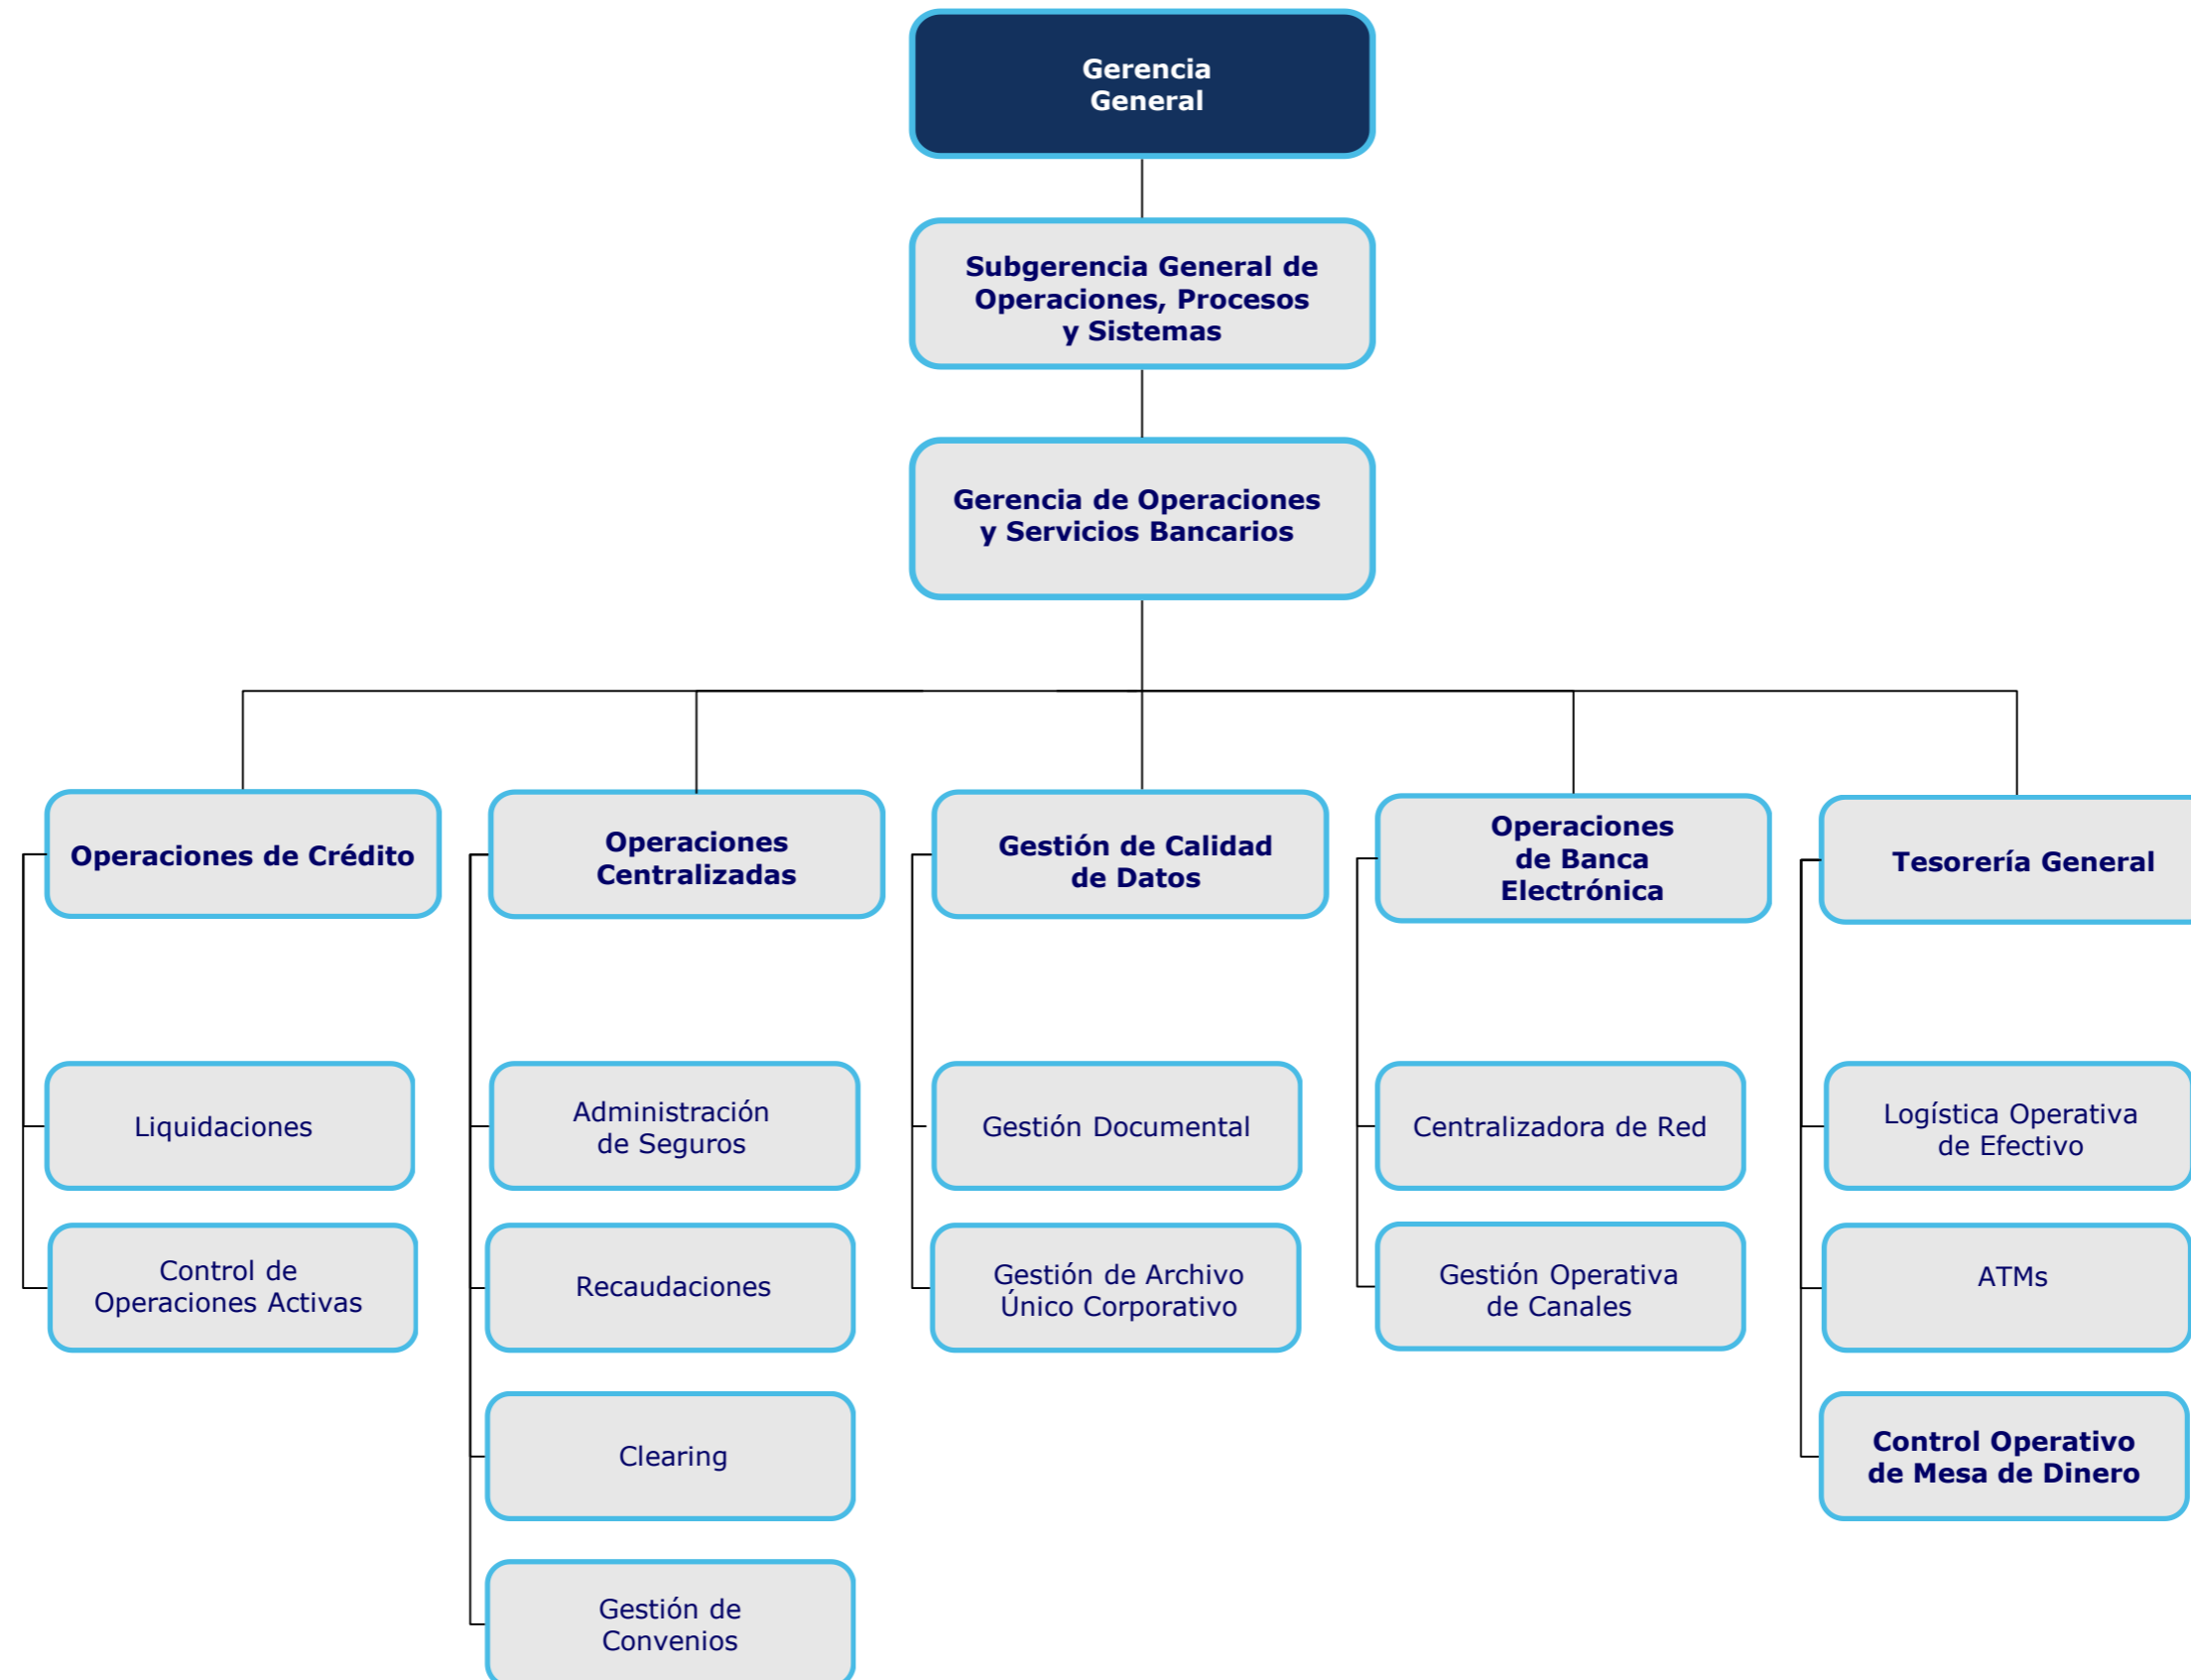 Gerencia
General
Subgerencia General de
Operaciones, Procesos
y Sistemas
Gerencia de Operaciones
y Servicios Bancarios
Operaciones de Crédito
Operaciones
Centralizadas
Gestión de Calidad
de Datos
Operaciones
de Banca
Electrónica
Tesorería General
Liquidaciones
Administración
de Seguros
Gestión Documental
Centralizadora de Red
Logística Operativa
de Efectivo
Control de
Operaciones Activas
Recaudaciones
Gestión de Archivo
Único Corporativo
Gestión Operativa
de Canales
ATMs
Clearing
Control Operativo
de Mesa de Dinero
Gestión de
Convenios